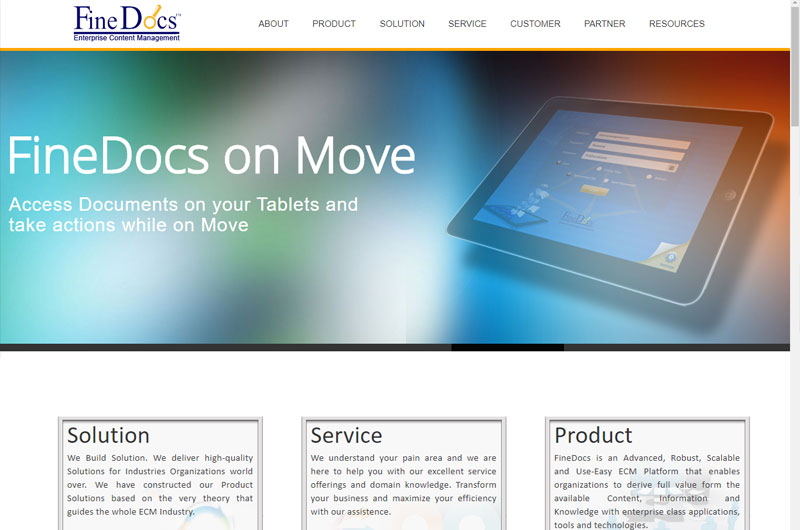 FineDocs™
Enterprise Content Management
ABOUT PRODUCT SOLUTION SERVICE CUSTOMER PARTNER RESOURCES
FineDocs on Move
Access Documents on your Tablets and
take actions while on Move
FineDocs
Solution
We Build Solution. We deliver high-quality
Solutions for Industries Organizations world
over. We have constructed our Product
Solutions based on the very theory that
guides the whole ECM Industry.
Service
We understand your pain area and we are
here to help you with our excellent service
offerings and domain knowledge. Transform
your business and maximize your efficiency
with our assistance.
Product
FineDocs is an Advanced, Robust, Scalable
and Use-Easy ECM Platform that enables
organizations to derive full value form the
available Content, Information and
Knowledge with enterprise class applications,
tools and technologies.